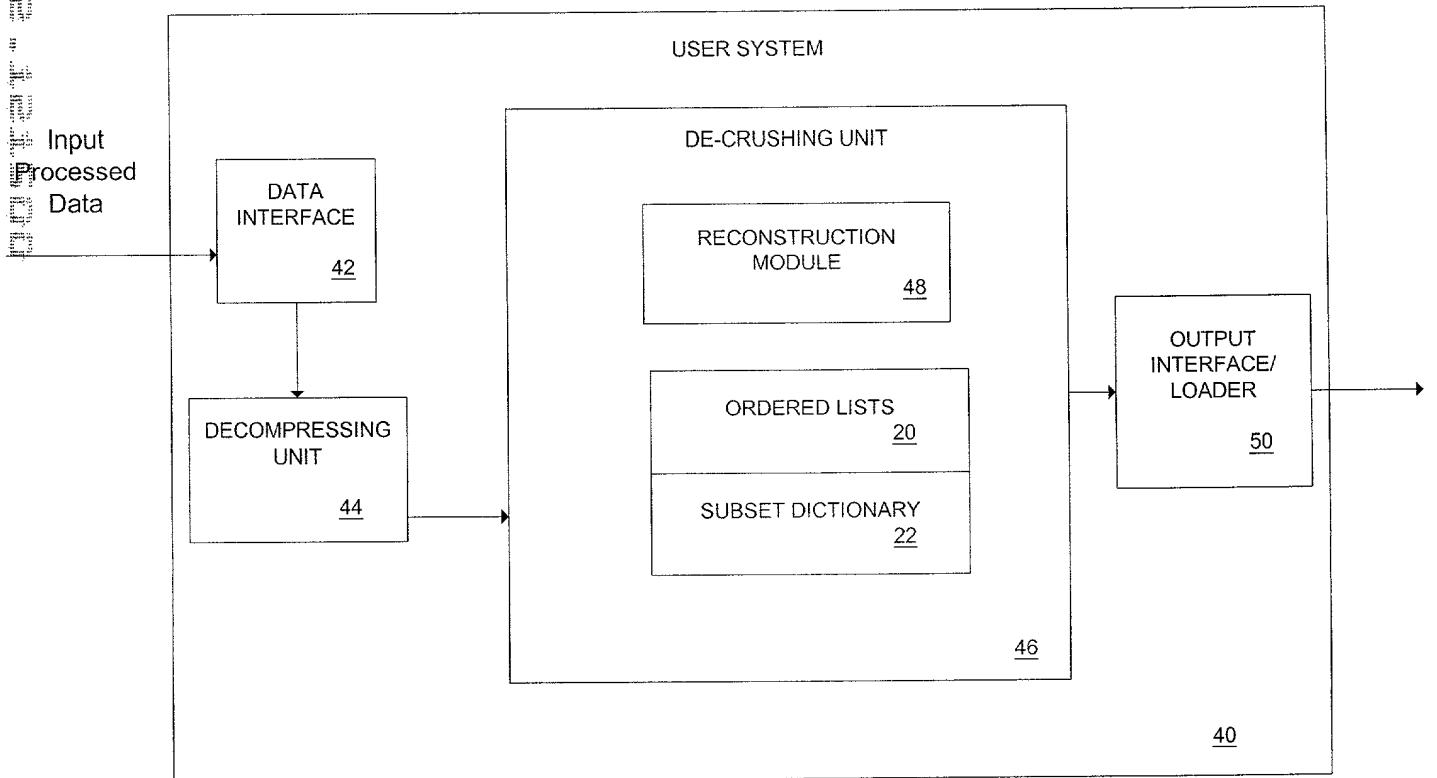 USER SYSTEM
Input
Processed
Data
DATA
INTERFACE
42
DECOMPRESSING
UNIT
44
DE-CRUSHING UNIT
RECONSTRUCTION
MODULE
48
ORDERED LISTS
20
SUBSET DICTIONARY
22
46
OUTPUT
INTERFACE/
LOADER
50
40